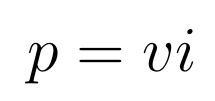 p = vi